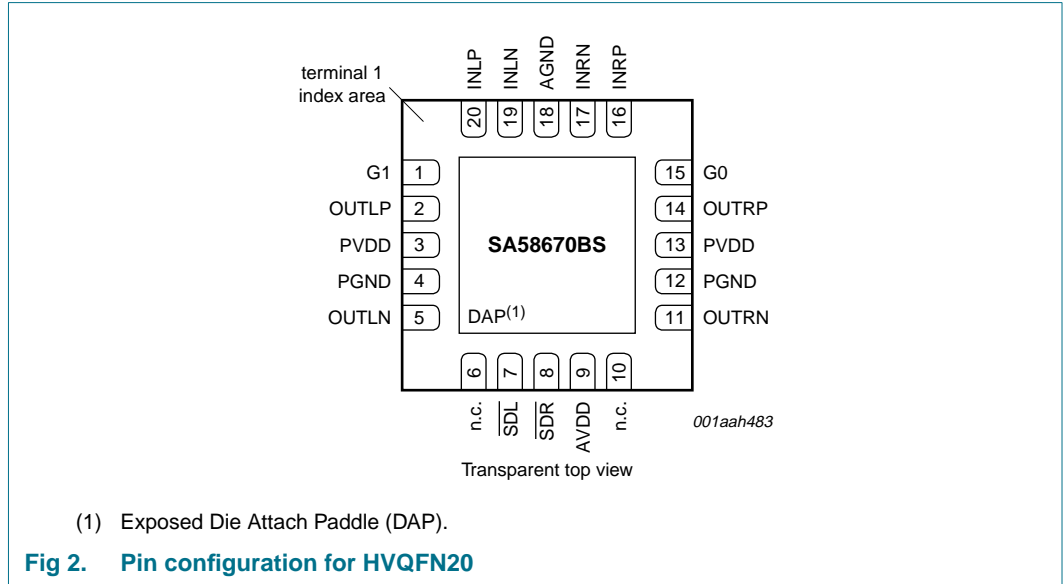 terminal 1
index area
INLP
INLN
AGND
INRN
INRP
20
19
18
17
16
G1 1
15 G0
OUTLP 2
14 OUTRP
PVDD 3
SA58670BS
13 PVDD
PGND 4
12 PGND
OUTLN 5
DAP(1)
11 OUTRN
6
7
8
9
10
n.c.
SDL
SDR
AVDD
n.c.
001aah483
Transparent top view
(1) Exposed Die Attach Paddle (DAP).
Fig 2. Pin configuration for HVQFN20